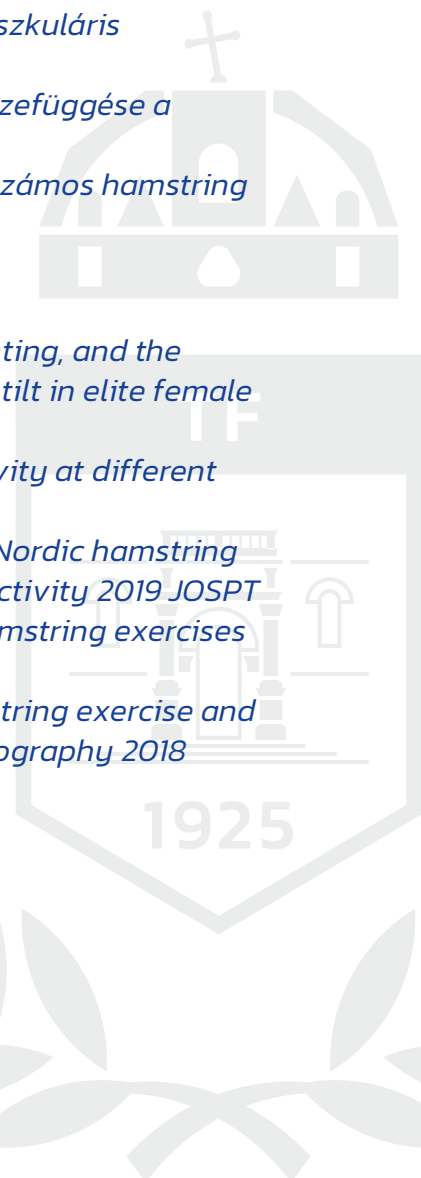 szkuláris
zefüggése a
zámos hamstring
ting, and the
tilt in elite female
TF
vity at different
Nordic hamstring
ctivity 2019 JOSPT
mstring exercises
tring exercise and
ography 2018
1925